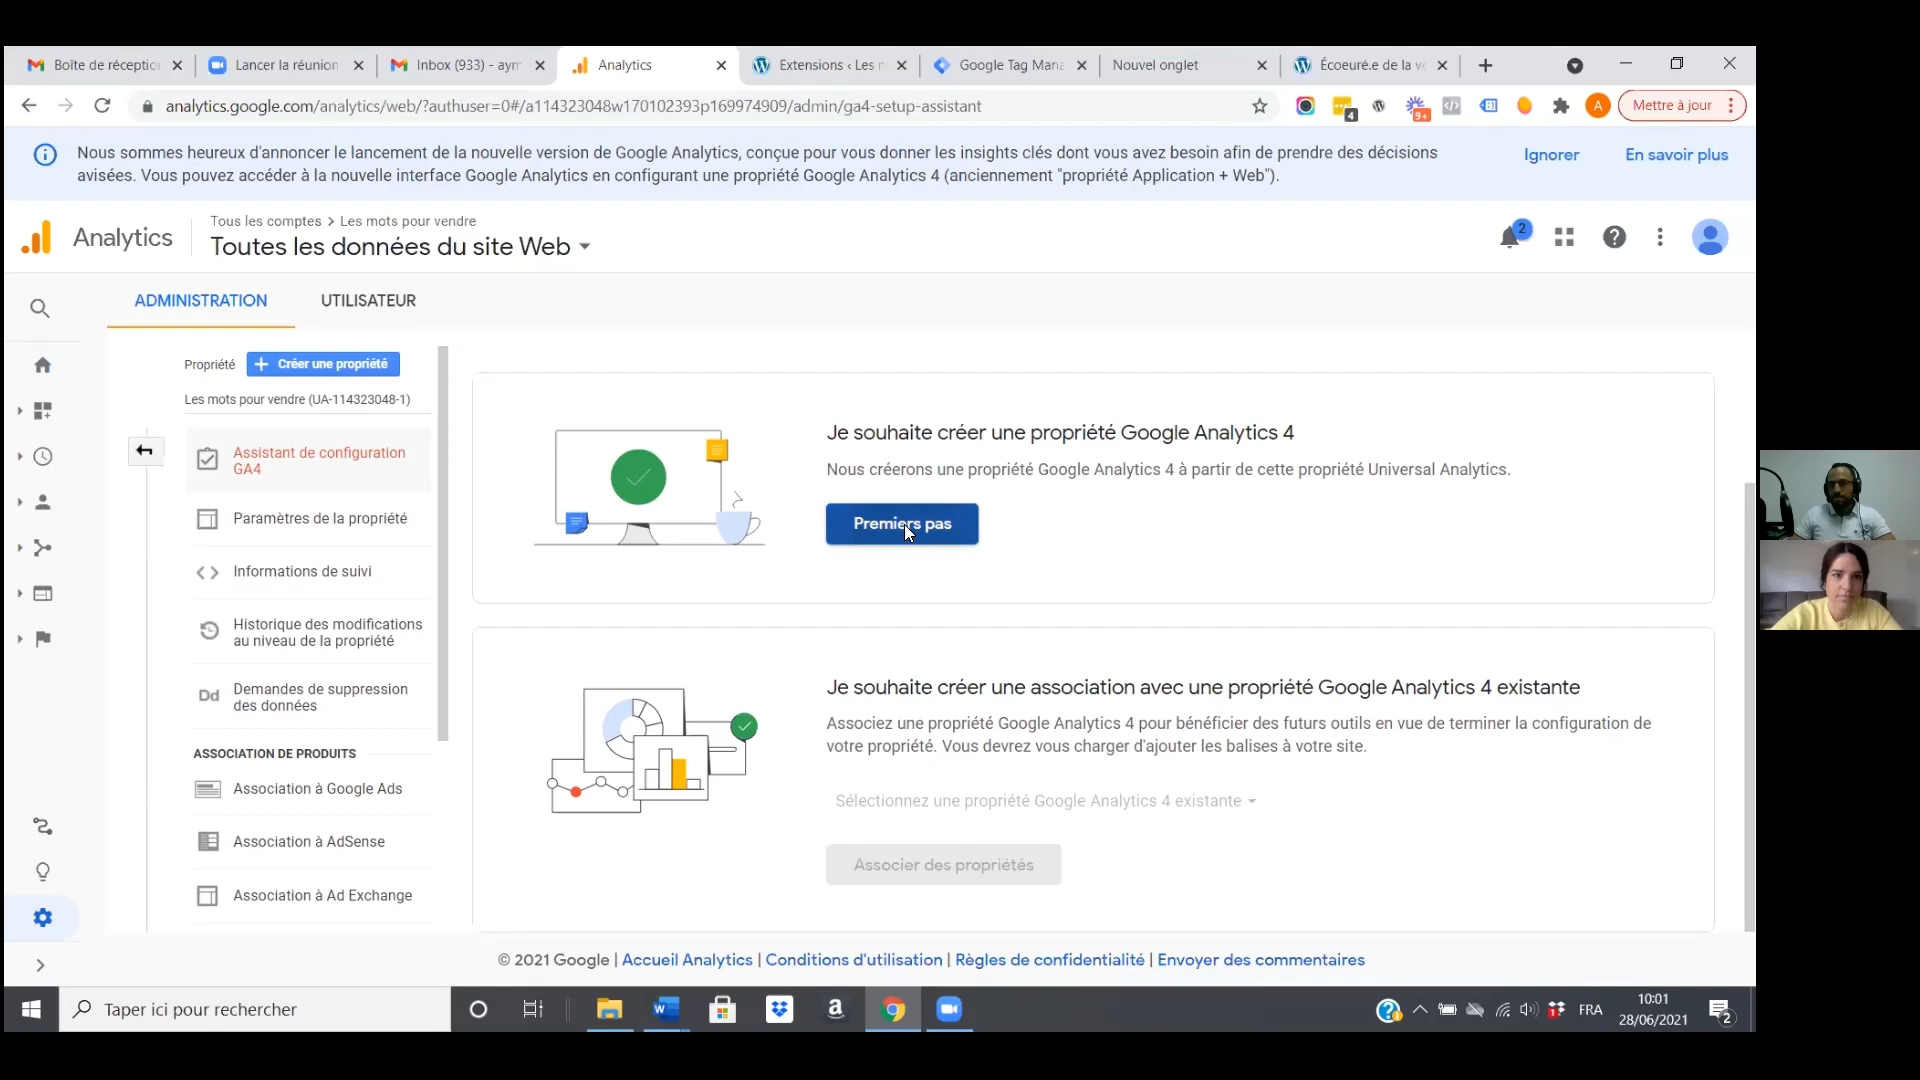 Boîte de réceptio
Lancer la réunion
Inbox (933) - aym
Analytics
Extensions ‹ Les m
Google Tag Mana
Nouvel onglet
Écoeuré.e de la ve
analytics.google.com/analytics/web/?authuser=0#/a114323048w170102393p169974909/admin/ga4-setup-assistant
4
9+
A
Mettre à jour
Nous sommes heureux d'annoncer le lancement de la nouvelle version de Google Analytics, conçue pour vous donner les insights clés dont vous avez besoin afin de prendre des décisions
avisées. Vous pouvez accéder à la nouvelle interface Google Analytics en configurant une propriété Google Analytics 4 (anciennement "propriété Application + Web").
Ignorer
En savoir plus
Analytics
Tous les comptes > Les mots pour vendre
Toutes les données du site Web
2
ADMINISTRATION
UTILISATEUR
Propriété
+ Créer une propriété
Les mots pour vendre (UA-114323048-1)
Assistant de configuration
GA4
Paramètres de la propriété
Informations de suivi
Historique des modifications
au niveau de la propriété
Dd
Demandes de suppression
des données
ASSOCIATION DE PRODUITS
Association à Google Ads
Association à AdSense
Association à Ad Exchange
Je souhaite créer une propriété Google Analytics 4
Nous créerons une propriété Google Analytics 4 à partir de cette propriété Universal Analytics.
Premiers pas
Je souhaite créer une association avec une propriété Google Analytics 4 existante
Associez une propriété Google Analytics 4 pour bénéficier des futurs outils en vue de terminer la configuration de
votre propriété. Vous devrez vous charger d'ajouter les balises à votre site.
Sélectionnez une propriété Google Analytics 4 existante
Associer des propriétés
© 2021 Google | Accueil Analytics | Conditions d'utilisation | Règles de confidentialité | Envoyer des commentaires
Taper ici pour rechercher
FRA
10:01
28/06/2021
2